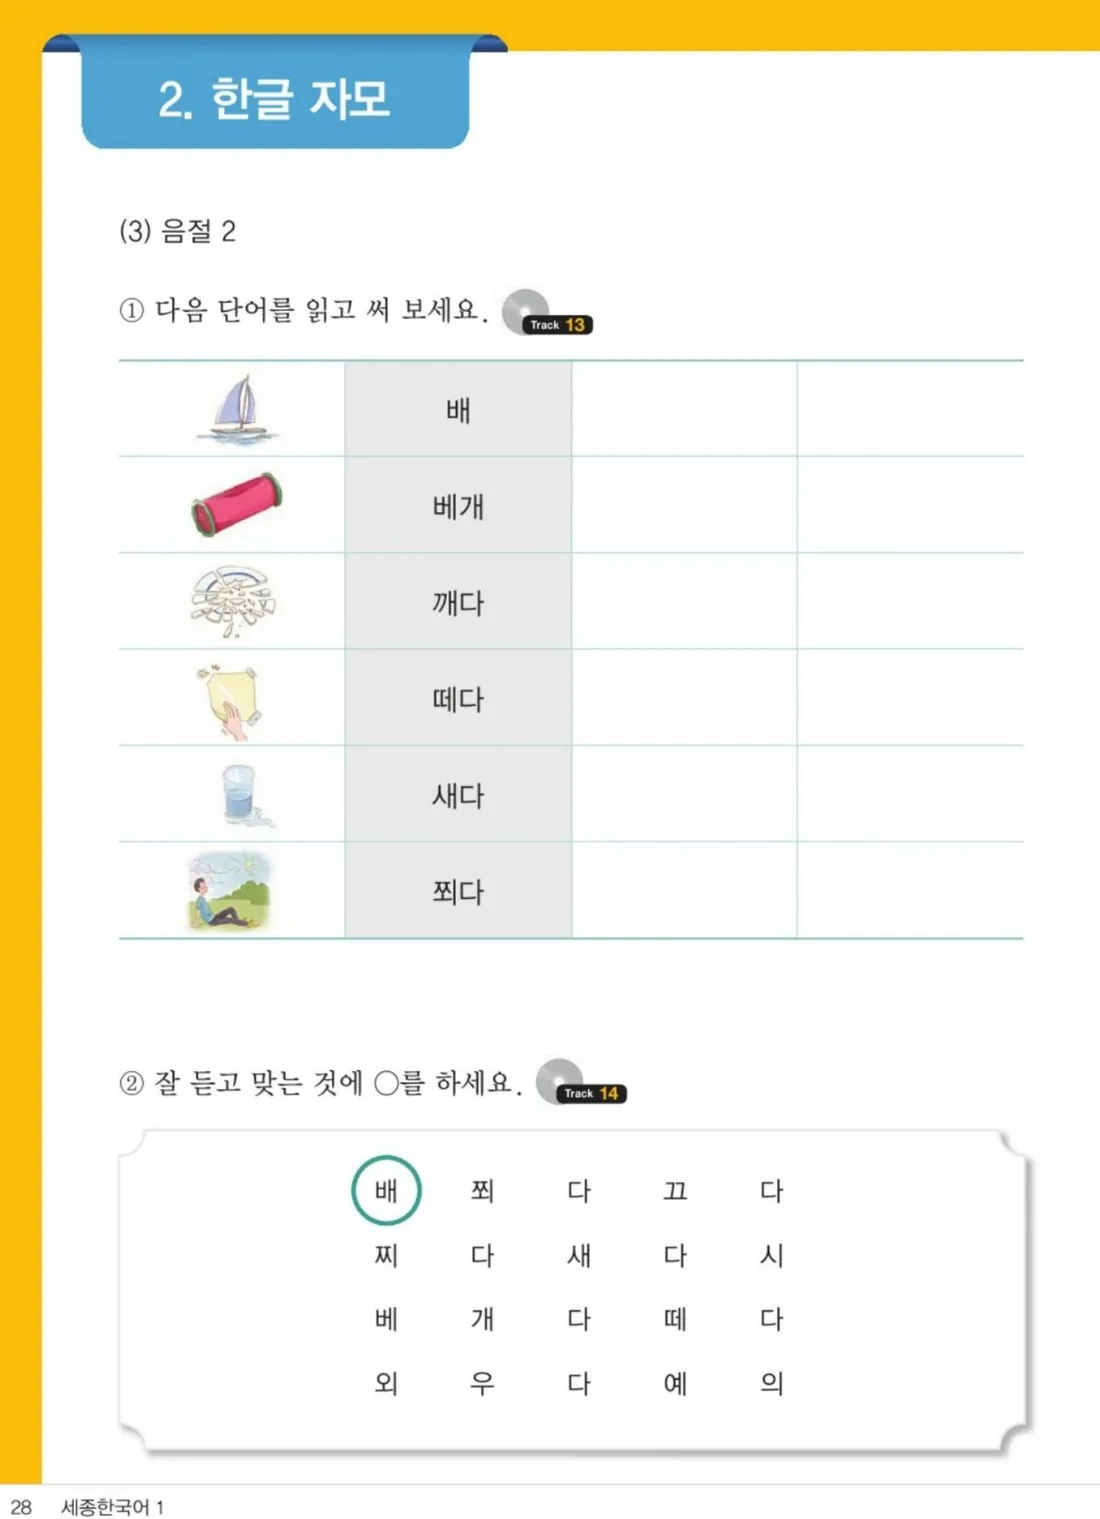 2. 한글 자모
(3) 음절 2
① 다음 단어를 읽고 써 보세요. Track 13
배
베개
깨다
떼다
새다
쬐다
② 잘 듣고 맞는 것에 ○를 하세요. Track 14
배 쬐 다 끄 다
찌 다 새 다 시
베 개 다 떼 다
외 우 다 예 의
28 세종한국어 1